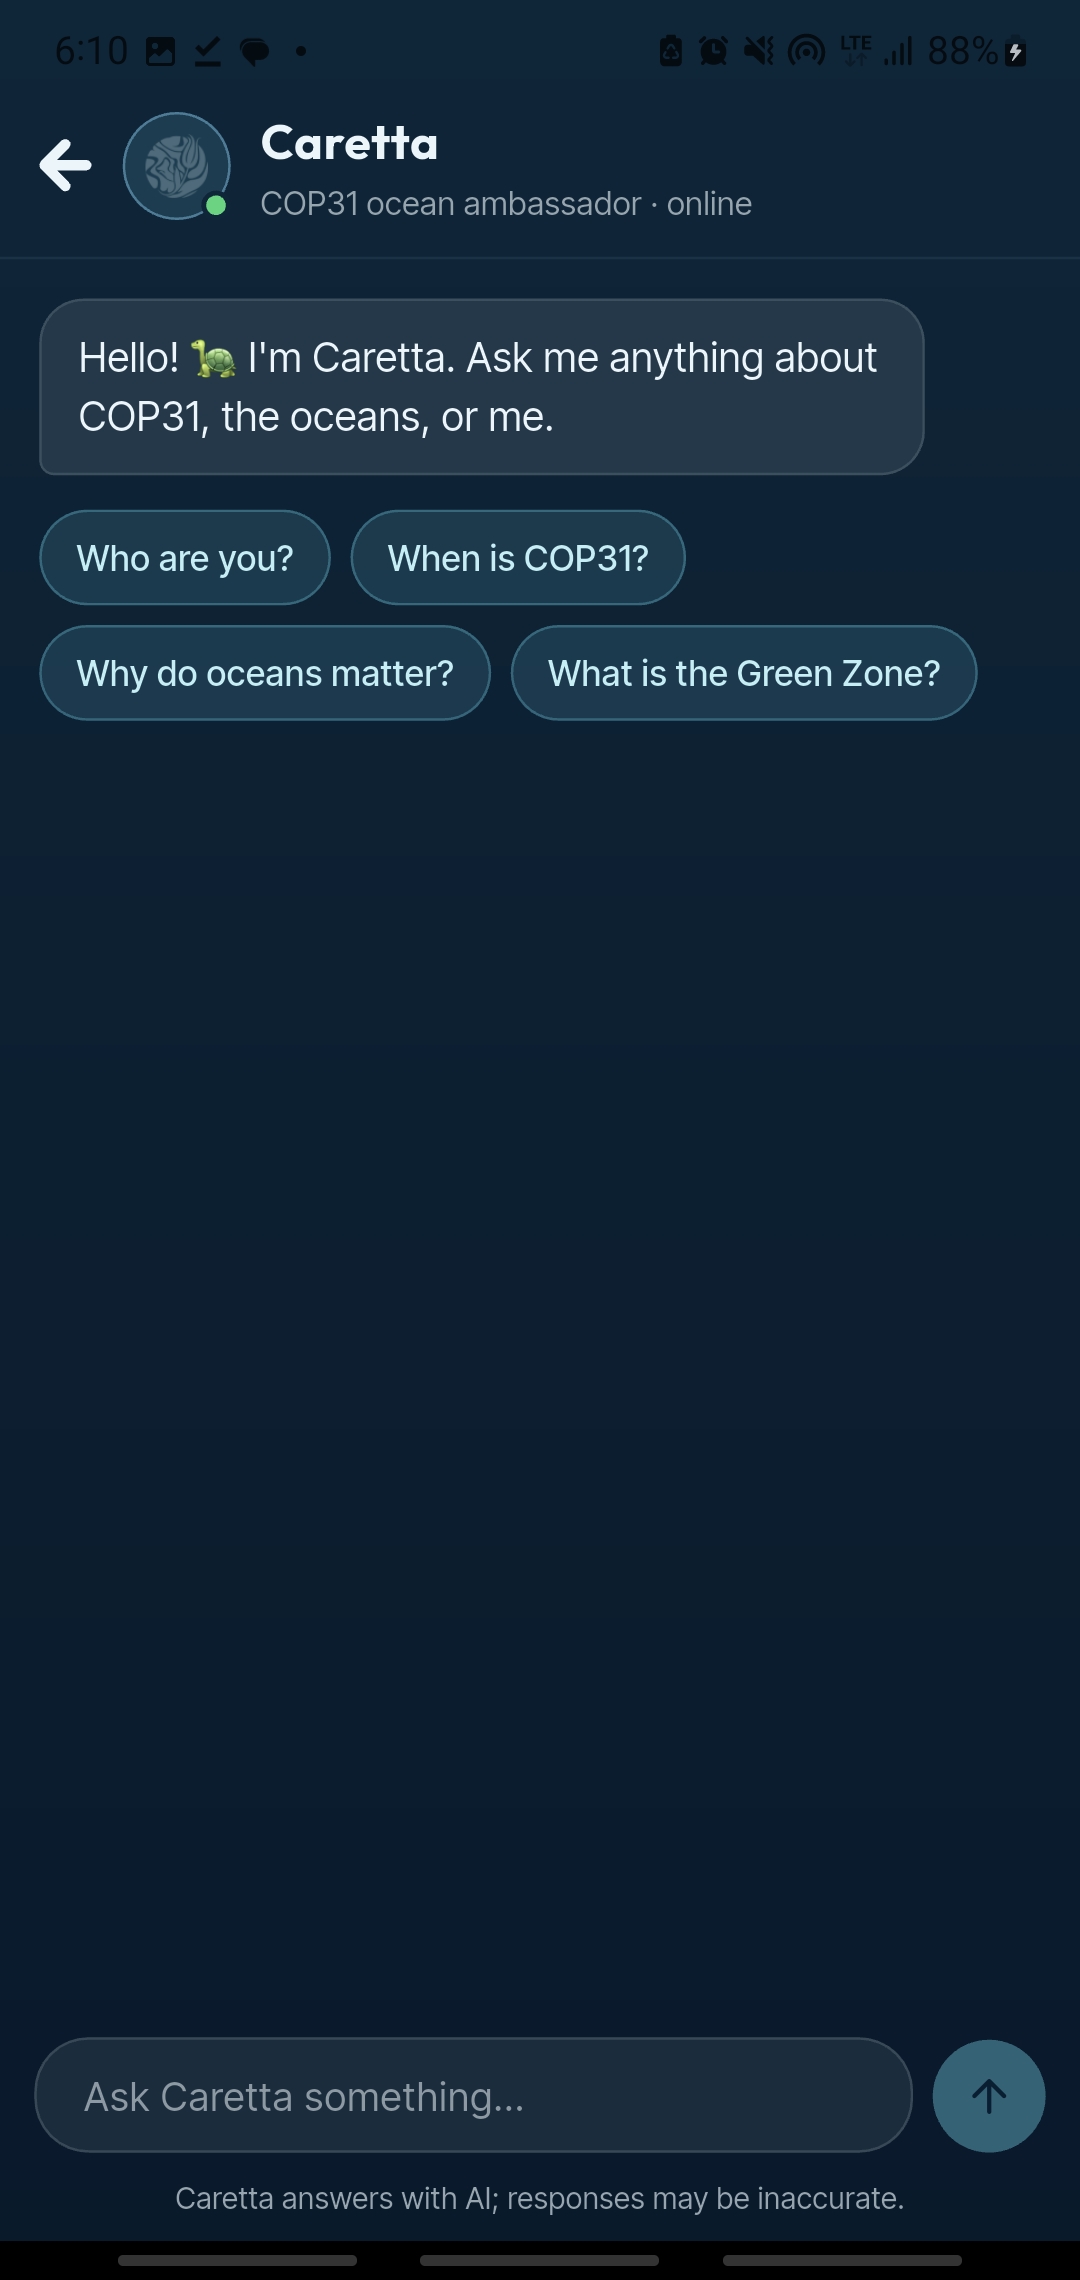 6:10
LTE
88%
Caretta
COP31 ocean ambassador · online
Hello! 🐢 I'm Caretta. Ask me anything about
COP31, the oceans, or me.
Who are you?
When is COP31?
Why do oceans matter?
What is the Green Zone?
Ask Caretta something...
Caretta answers with AI; responses may be inaccurate.